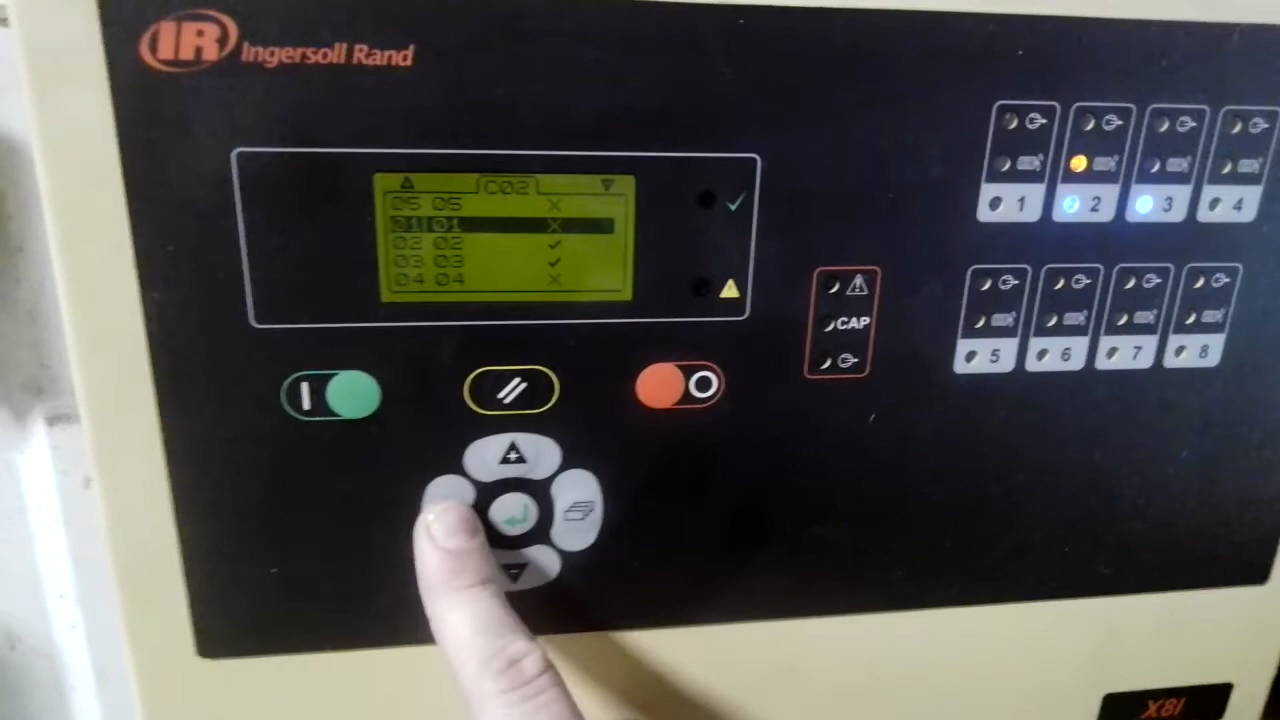 IR Ingersoll Rand
C02
05 05 X
01 01 X
02 02 ✓
03 03 ✓
04 04 X
1 2 3 4
CAP
5 6 7 8
X8I